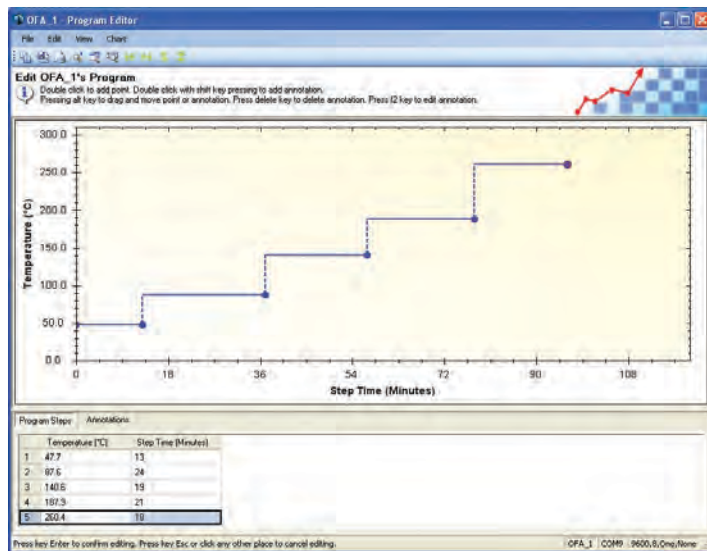 OFA_1 - Program Editor
File Edit View Chart
Edit OFA_1's Program
Double click to add point. Double click with shift key pressing to add annotation.
Pressing alt key to drag and move point or annotation. Press delete key to delete annotation. Press f2 key to edit annotation.
300.0
250.0
200.0
150.0
100.0
50.0
0.0
Temperature (°C)
0 18 36 54 72 90 108
Step Time (Minutes)
Program Steps Annotations
Temperature (°C) Step Time (Minutes)
1 47.7 13
2 87.6 24
3 140.6 19
4 187.9 21
5 260.4 18
Press key Enter to confirm editing. Press key Esc or click any other place to cancel editing.
OFA_1 COM9 9600,8,One,None